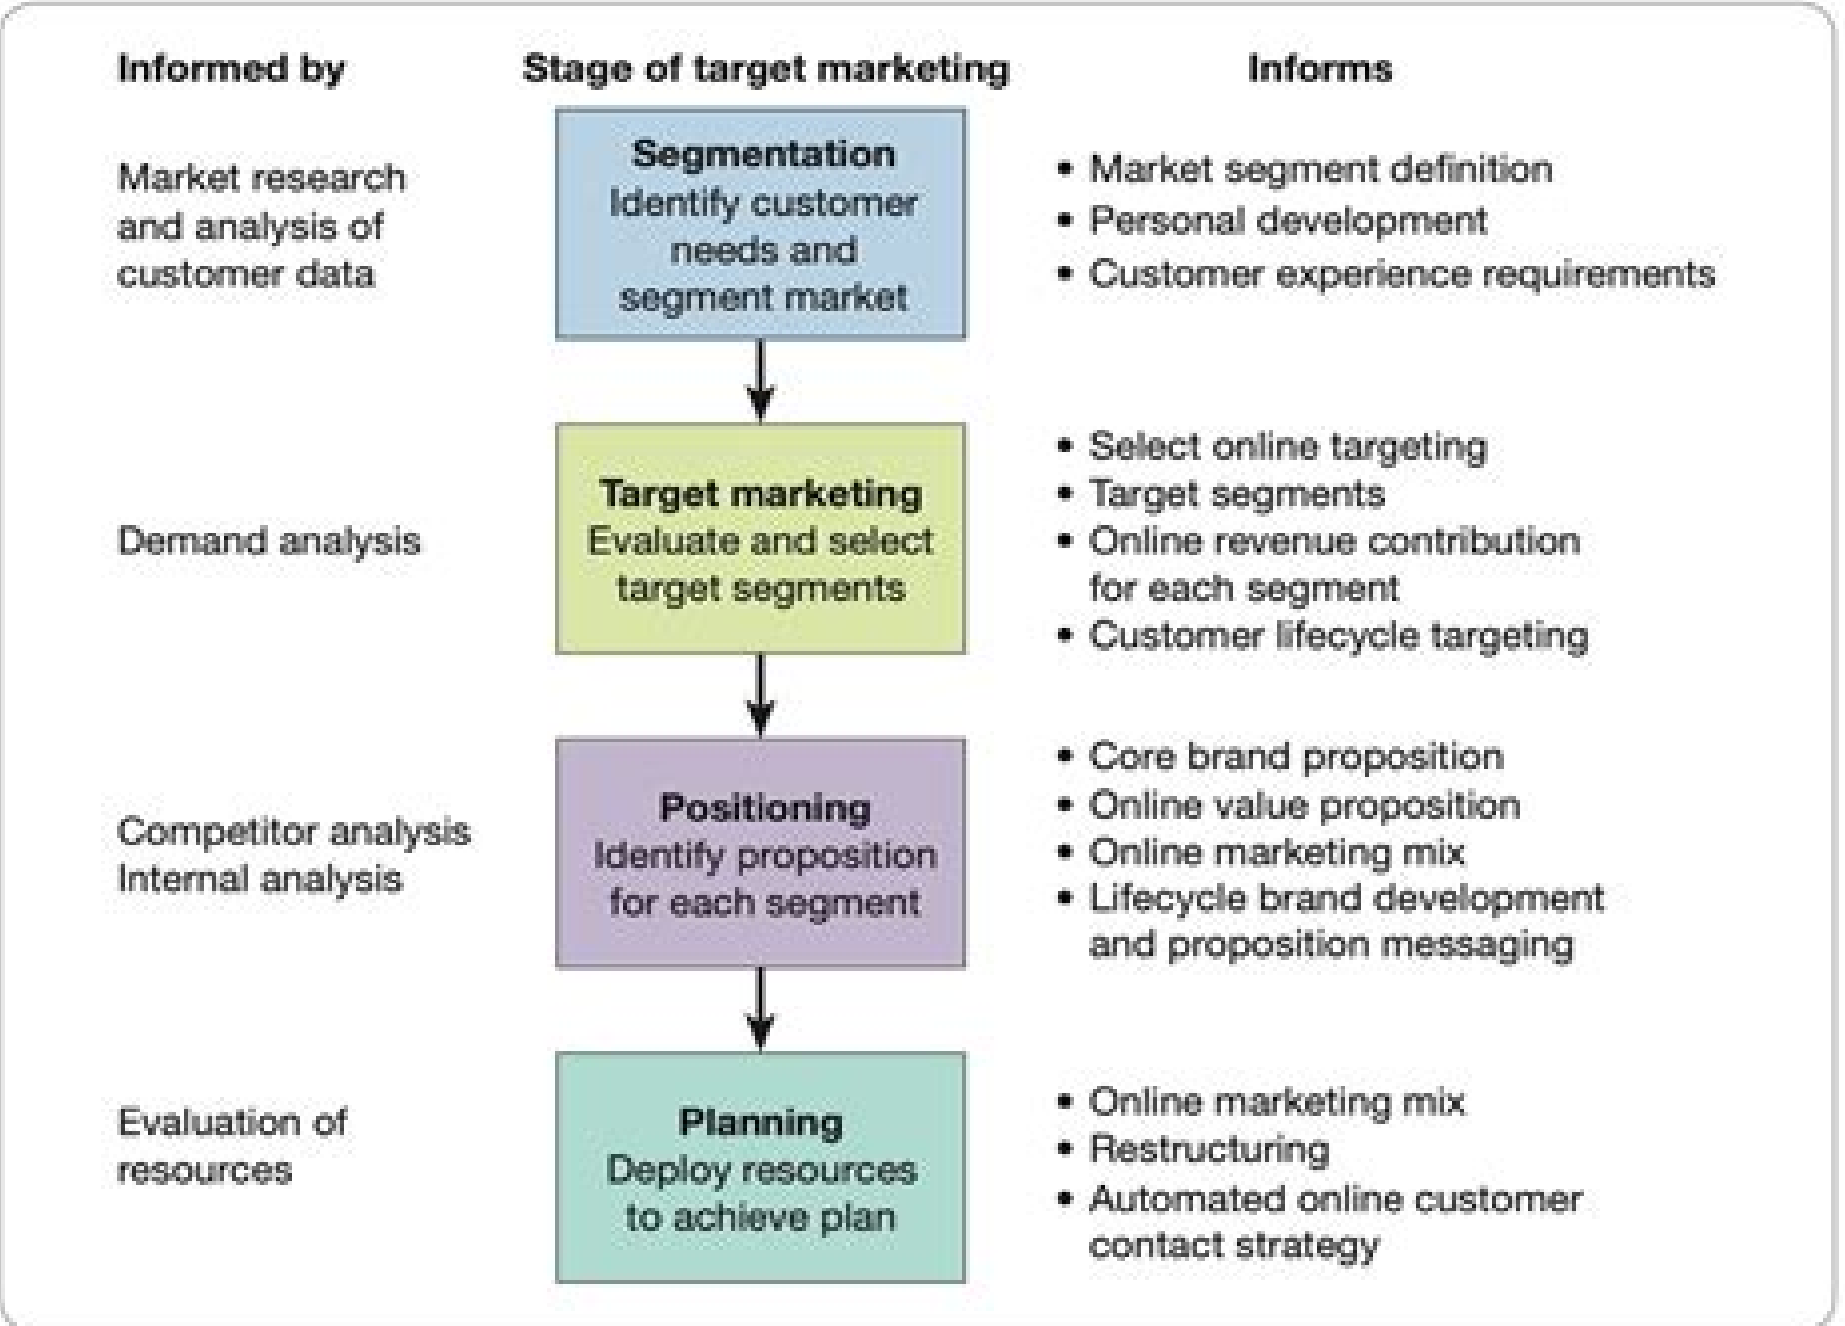 Informed by
Stage of target marketing
Informs
Market research
and analysis of
customer data
Segmentation
Identify customer
needs and
segment market
• Market segment definition
• Personal development
• Customer experience requirements
Demand analysis
Target marketing
Evaluate and select
target segments
• Select online targeting
• Target segments
• Online revenue contribution
for each segment
• Customer lifecycle targeting
Competitor analysis
Internal analysis
Positioning
Identify proposition
for each segment
• Core brand proposition
• Online value proposition
• Online marketing mix
• Lifecycle brand development
and proposition messaging
Evaluation of
resources
Planning
Deploy resources
to achieve plan
• Online marketing mix
• Restructuring
• Automated online customer
contact strategy